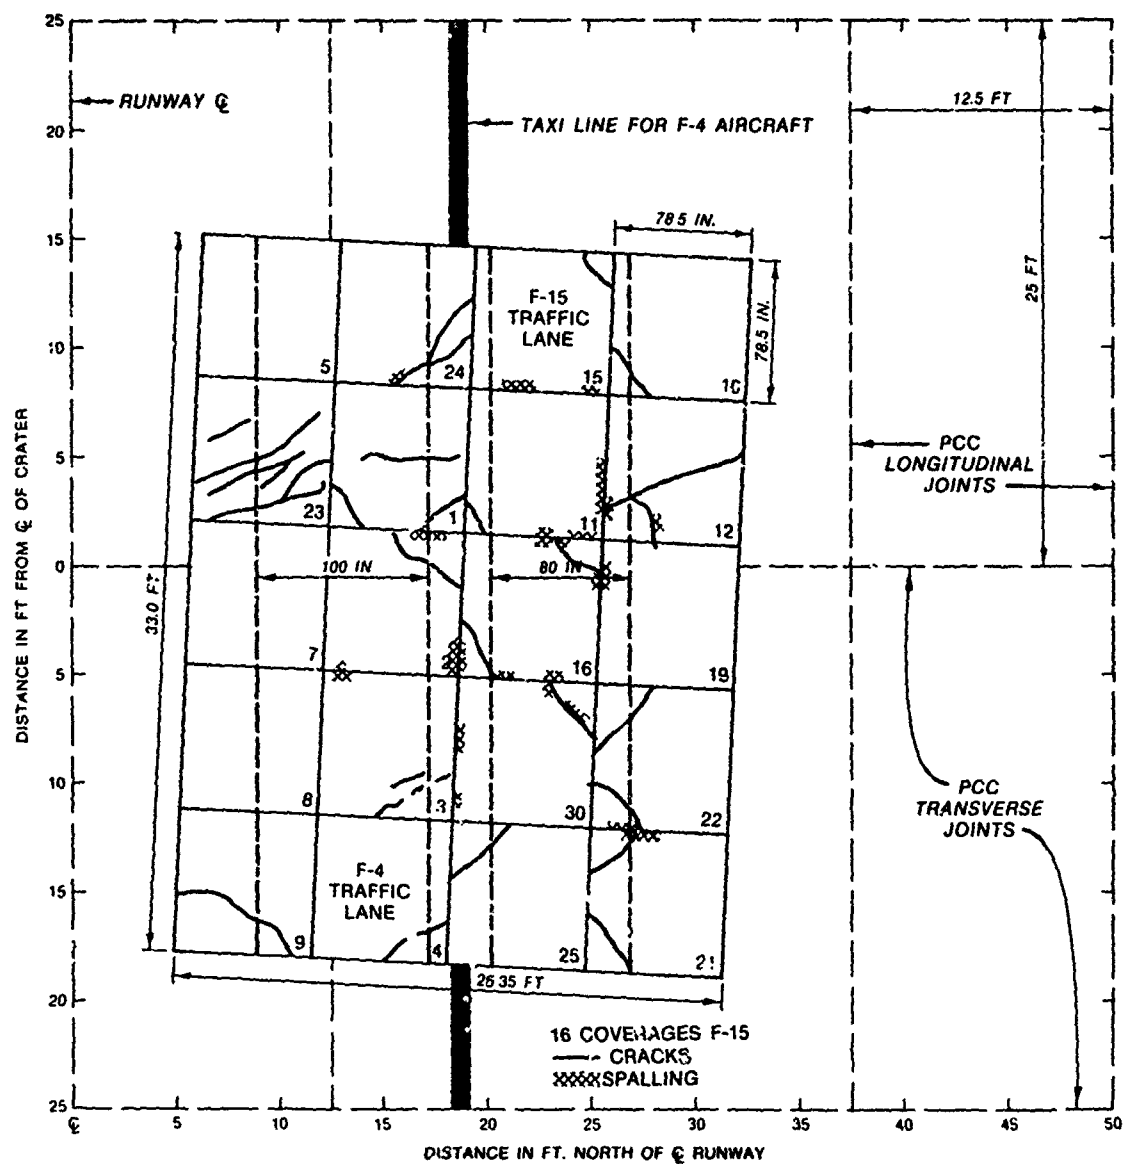 25
RUNWAY ℄
12.5 FT
20
TAXI LINE FOR F-4 AIRCRAFT
78 5 IN.
15
25 FT
F-15
TRAFFIC
LANE
78.5 IN.
10
5
24
15
10
DISTANCE IN FT FROM ℄ OF CRATER
5
PCC
LONGITUDINAL
JOINTS
23
1
11
12
0
100 IN
80 IN
33.0 FT
5
7
16
19
10
8
3
30
22
PCC
TRANSVERSE
JOINTS
F-4
TRAFFIC
LANE
15
9
4
25
21
26 35 FT
20
16 COVERAGES F-15
CRACKS
SPALLING
25
℄
5
10
15
20
25
30
35
40
45
50
DISTANCE IN FT. NORTH OF ℄ RUNWAY